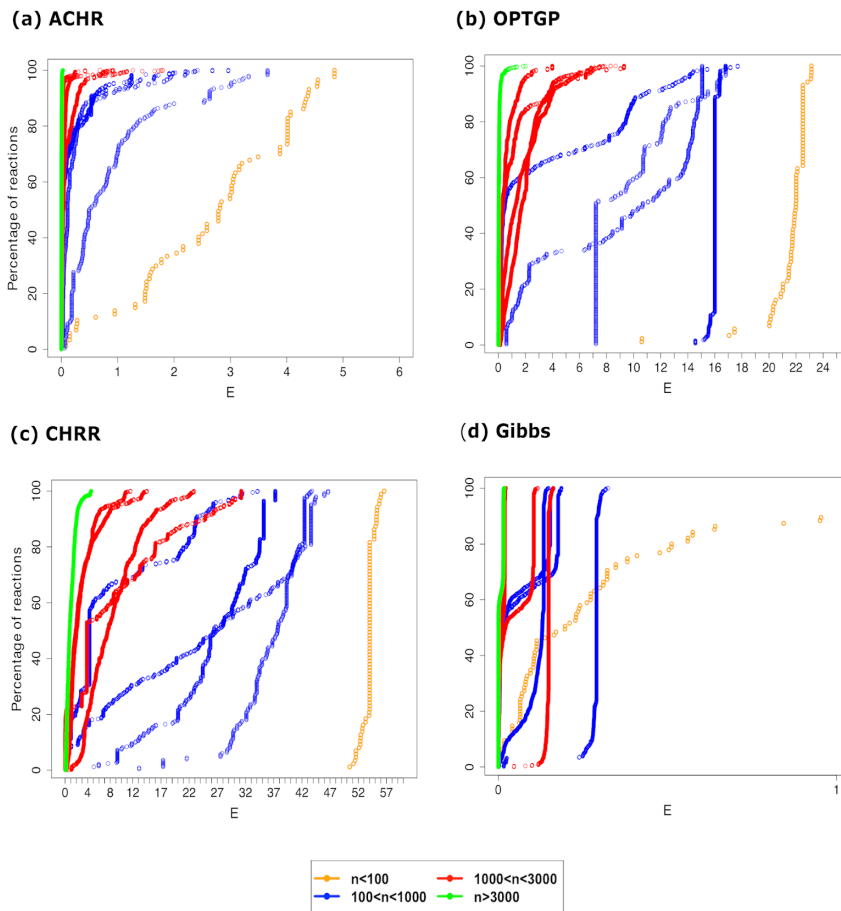 (a) ACHR
(b) OPTGP
Percentage of reactions
0 20 40 60 80 100
0 1 2 3 4 5 6
E
0 20 40 60 80 100
0 2 4 6 8 10 12 14 16 18 20 22 24
E
(c) CHRR
(d) Gibbs
Percentage of reactions
0 20 40 60 80 100
0 4 8 12 17 22 27 32 37 42 47 52 57
E
0 20 40 60 80 100
0 1
E
n<100 1000<n<3000
100<n<1000 n>3000